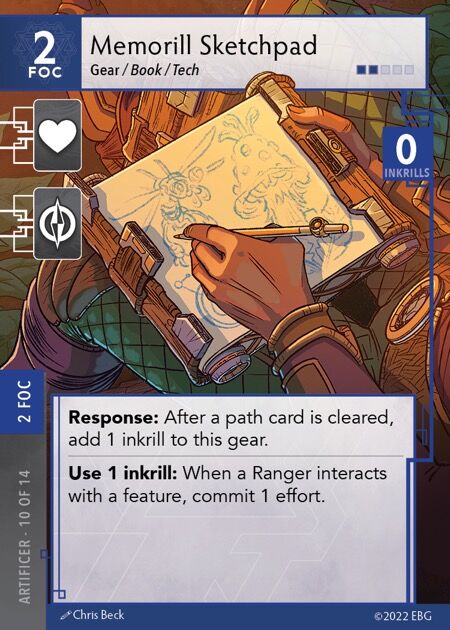 2
FOC
Memorill Sketchpad
Gear / Book / Tech
0
INKRILLS
2 FOC
Response: After a path card is cleared,
add 1 inkrill to this gear.
Use 1 inkrill: When a Ranger interacts
with a feature, commit 1 effort.
ARTIFICER - 10 OF 14
Chris Beck
©2022 EBG